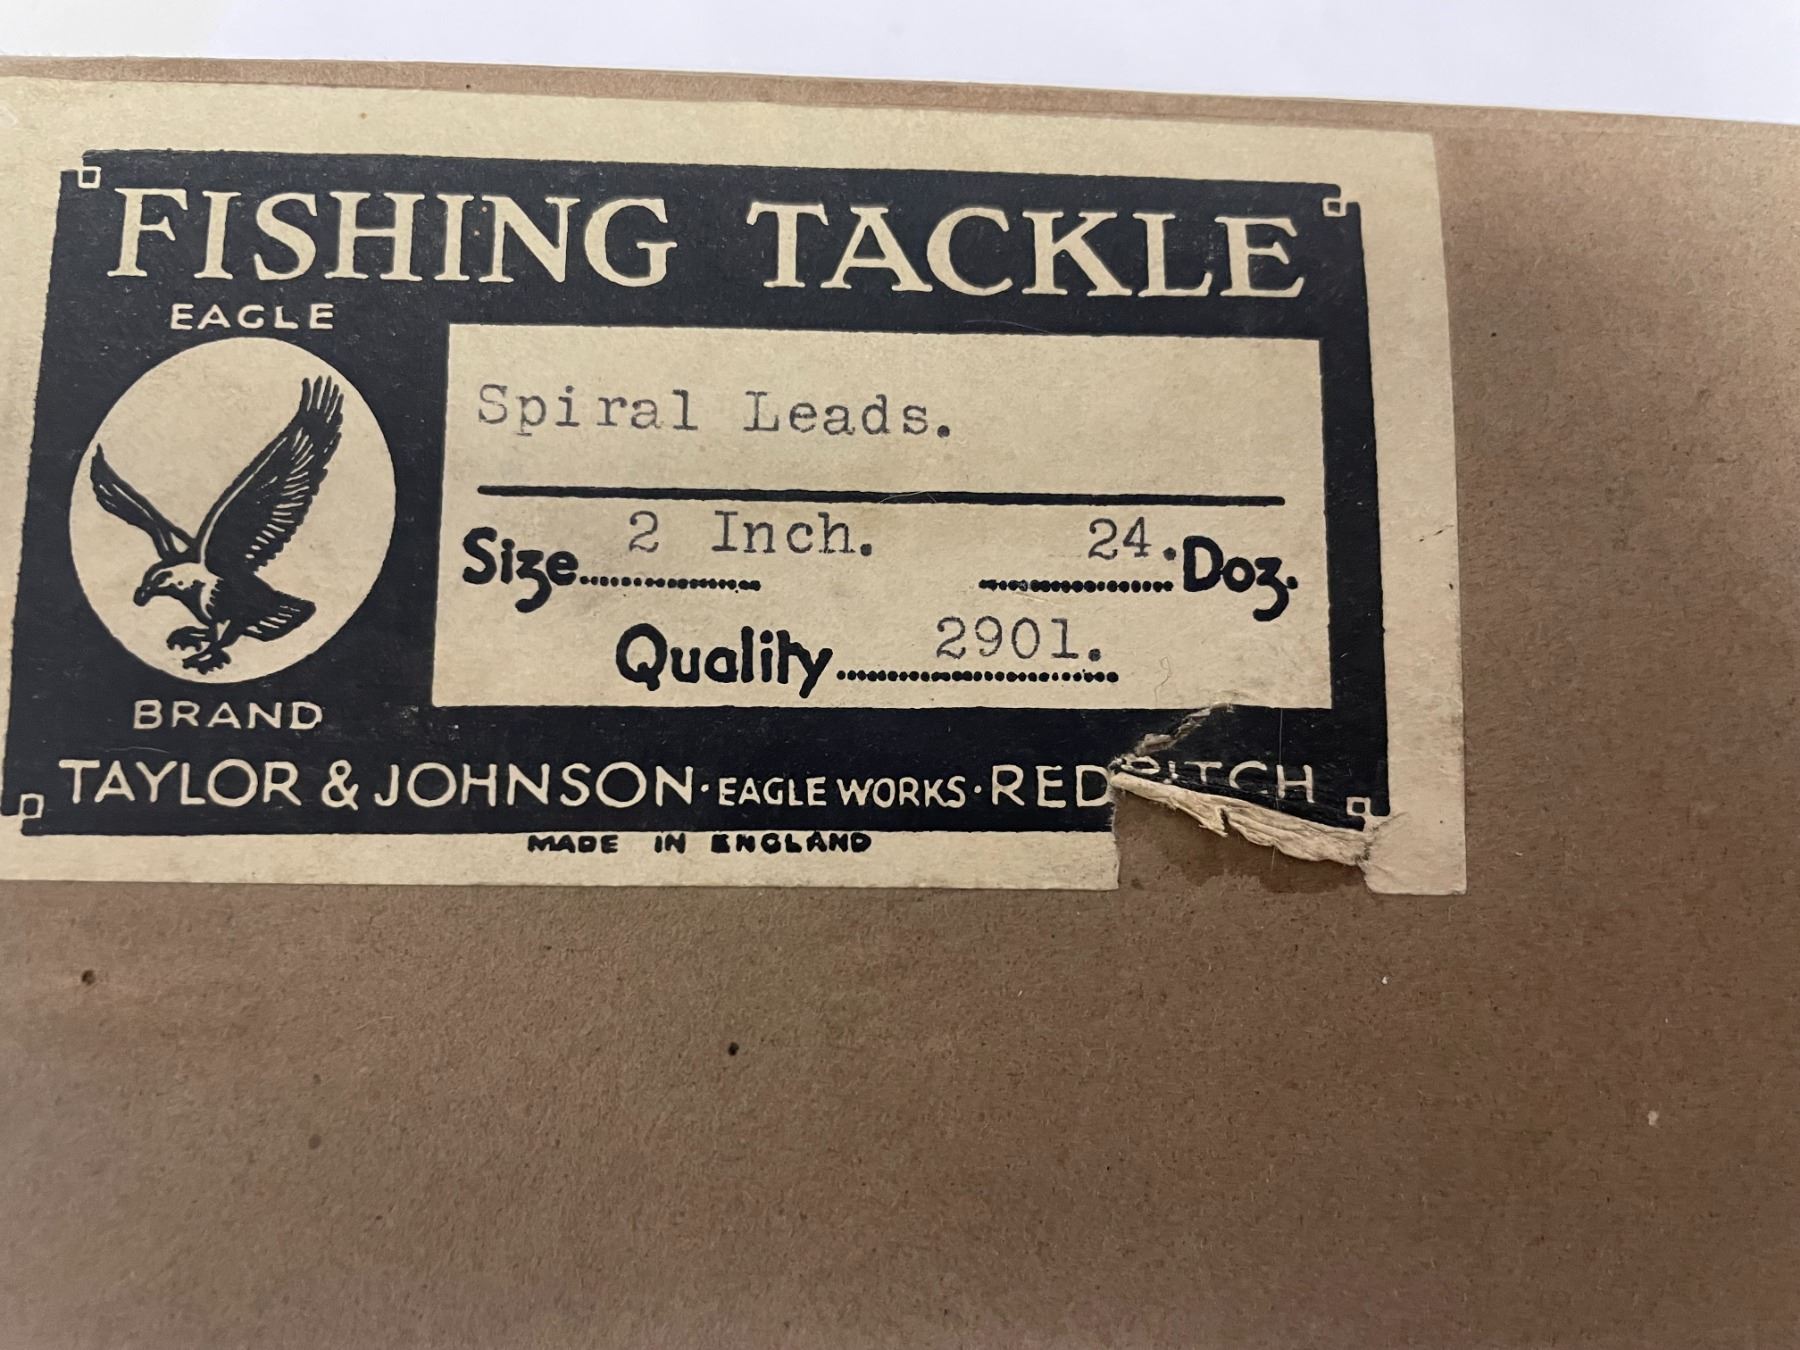 FISHING TACKLE
EAGLE
Spiral Leads.
Size 2 Inch. 24. Doz.
Quality 2901.
BRAND
TAYLOR & JOHNSON · EAGLE WORKS · REDDITCH
MADE IN ENGLAND